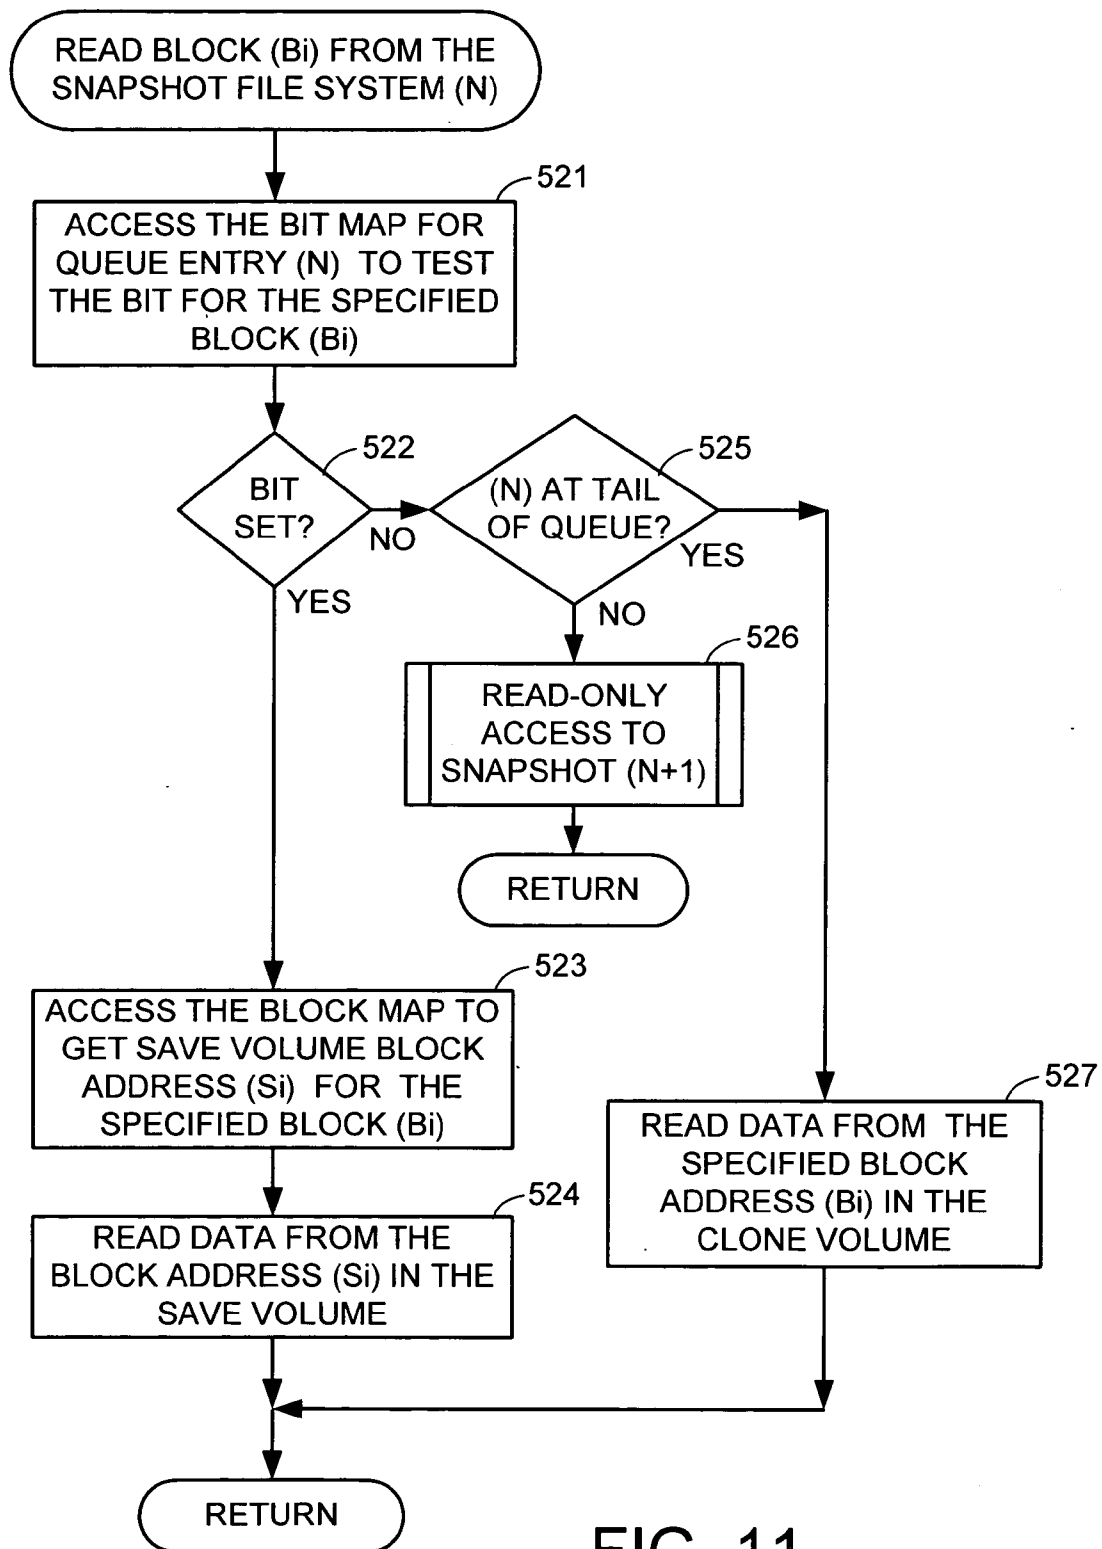 READ BLOCK (Bi) FROM THE
SNAPSHOT FILE SYSTEM (N)
521
ACCESS THE BIT MAP FOR
QUEUE ENTRY (N) TO TEST
THE BIT FOR THE SPECIFIED
BLOCK (Bi)
522
BIT
SET?
NO
YES
525
(N) AT TAIL
OF QUEUE?
YES
NO
526
READ-ONLY
ACCESS TO
SNAPSHOT (N+1)
RETURN
523
ACCESS THE BLOCK MAP TO
GET SAVE VOLUME BLOCK
ADDRESS (Si) FOR THE
SPECIFIED BLOCK (Bi)
524
READ DATA FROM THE
BLOCK ADDRESS (Si) IN THE
SAVE VOLUME
527
READ DATA FROM THE
SPECIFIED BLOCK
ADDRESS (Bi) IN THE
CLONE VOLUME
RETURN
FIG. 11